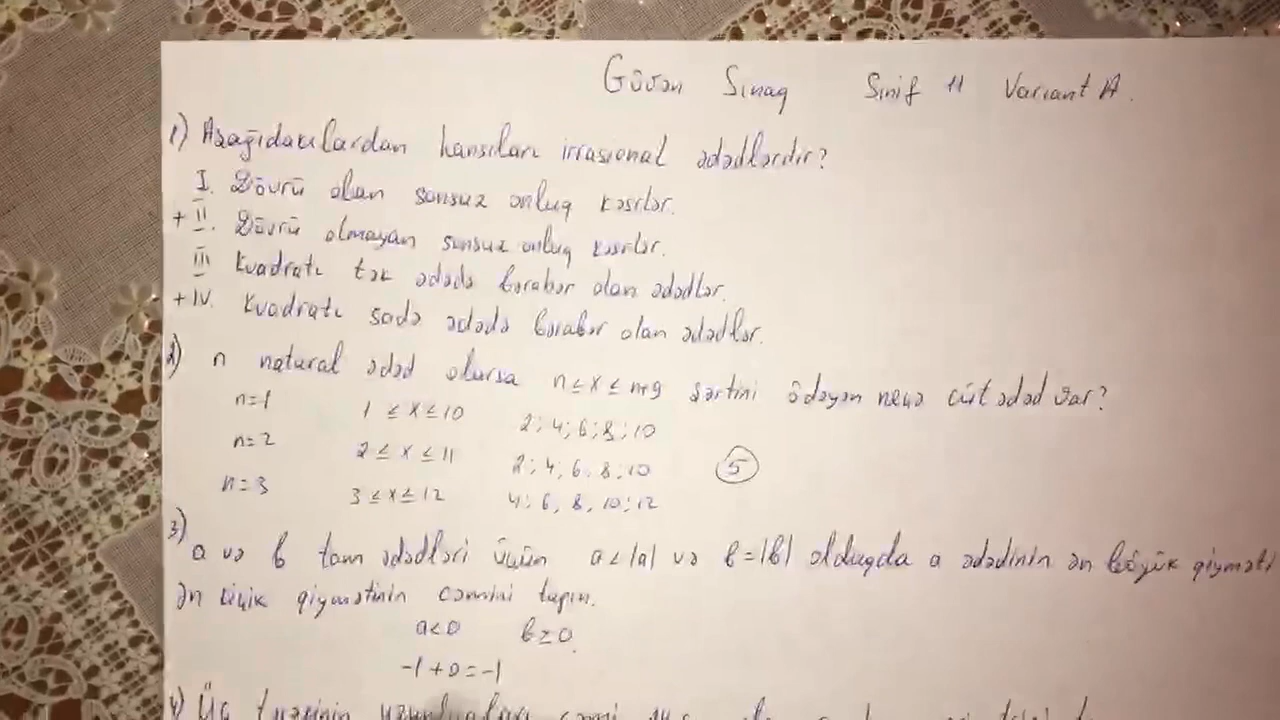 Güvən Sınaq Sinif 11 Variant A.
1) Aşağıdakılardan hansıları irrasional ədədlərdir?
I. Dövrü olan sonsuz onluq kəsrlər.
+ II. Dövrü olmayan sonsuz onluq kəsrlər.
III Kvadratı tək ədədə bərabər olan ədədlər.
+ IV. Kvadratı sadə ədədə bərabər olan ədədlər.
2) n natural ədəd olarsa n≤x≤n+9 şərtini ödəyən neçə cüt ədəd var?
n=1 1≤x≤10 2;4;6;8;10
n=2 2≤x≤11 2;4;6,8;10 5
n=3 3≤x≤12 4;6,8,10;12
3) a və b tam ədədləri üçün a<|a| və b=|b| olduqda a ədədinin ən böyük qiyməti
ən kiçik qiymətinin cəmini tapın.
a<0 b≥0.
-1+0=-1
4) Üç